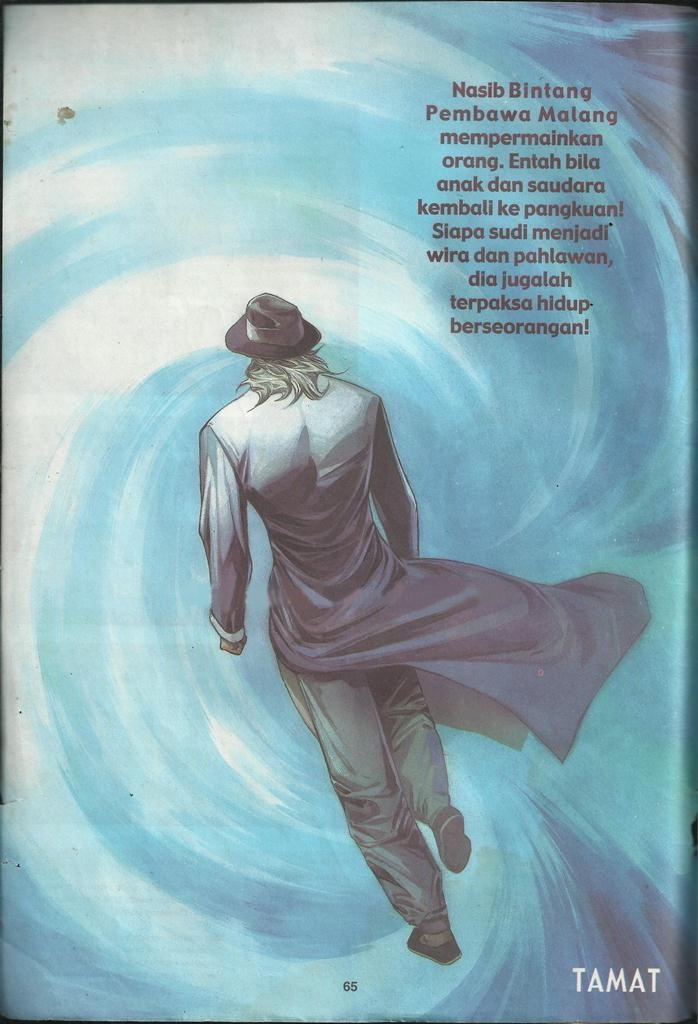 Nasib Bintang
Pembawa Malang
mempermainkan
orang. Entah bila
anak dan saudara
kembali ke pangkuan!
Siapa sudi menjadi
wira dan pahlawan,
dia jugalah
terpaksa hidup
berseorangan!
65
TAMAT